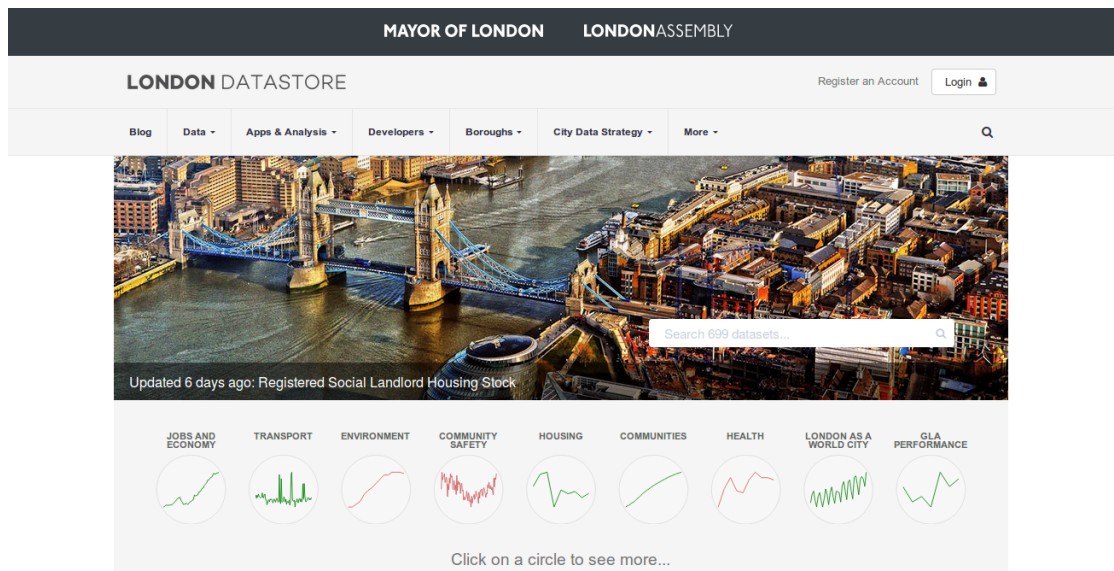 MAYOR OF LONDON LONDONASSEMBLY
LONDON DATASTORE
Register an Account Login
Blog Data Apps & Analysis Developers Boroughs City Data Strategy More
Search 699 datasets...
Updated 6 days ago: Registered Social Landlord Housing Stock
JOBS AND
ECONOMY
TRANSPORT
ENVIRONMENT
COMMUNITY
SAFETY
HOUSING
COMMUNITIES
HEALTH
LONDON AS A
WORLD CITY
GLA
PERFORMANCE
Click on a circle to see more...